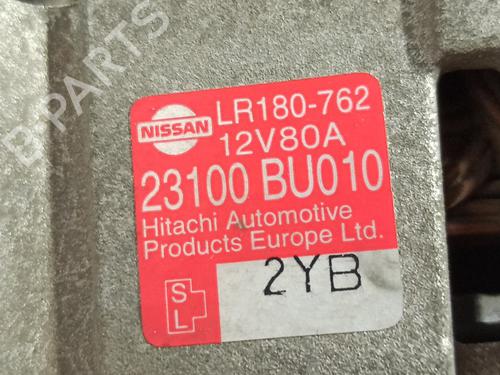 B-PARTS
NISSAN
LR180-762
12V80A
23100 BU010
Hitachi Automotive
Products Europe Ltd.
2YB
S
L